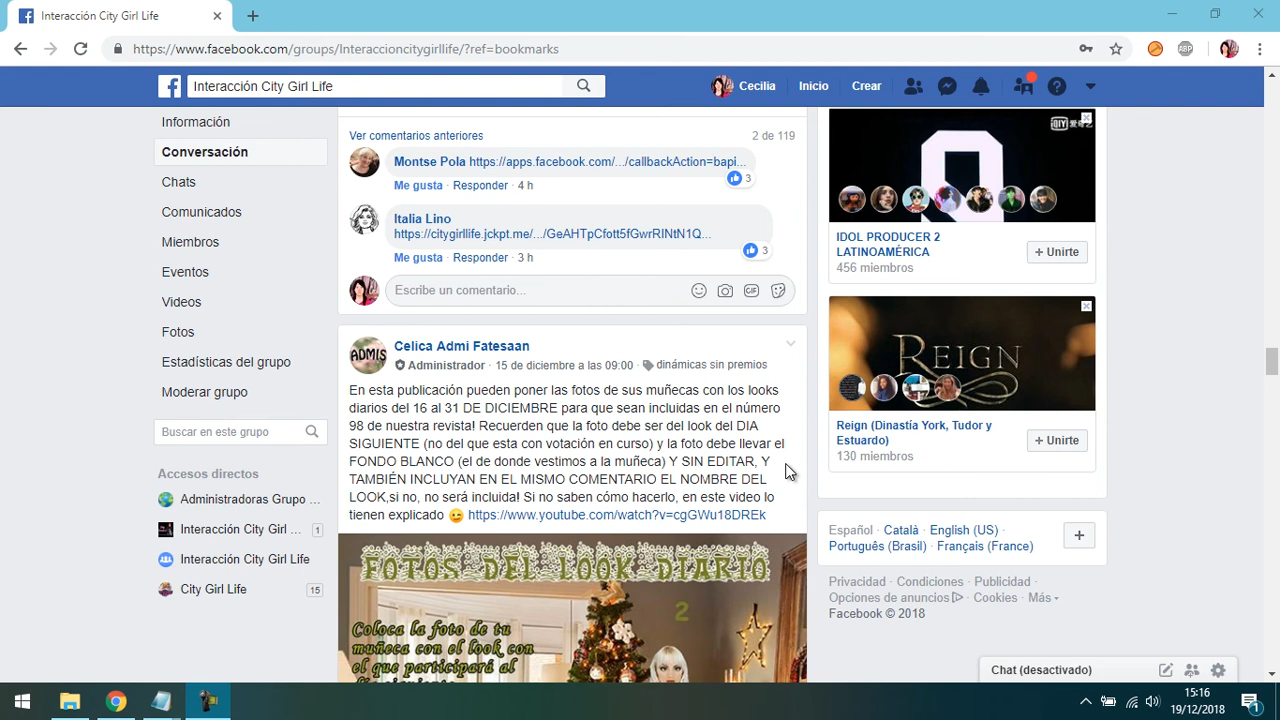 Interacción City Girl Life
https://www.facebook.com/groups/Interaccioncitygirllife/?ref=bookmarks
ABP
Interacción City Girl Life
Cecilia
Inicio
Crear
Información
Conversación
Chats
Comunicados
Miembros
Eventos
Videos
Fotos
Estadísticas del grupo
Moderar grupo
Buscar en este grupo
Accesos directos
Administradoras Grupo ...
Interacción City Girl ... 1
Interacción City Girl Life
City Girl Life 15
Ver comentarios anteriores 2 de 119
Montse Pola https://apps.facebook.com/.../callbackAction=bapi...
3
Me gusta · Responder · 4 h
Italia Lino
https://citygirllife.jckpt.me/.../GeAHTpCfott5fGwrRINtN1Q...
3
Me gusta · Responder · 3 h
Escribe un comentario...
GIF
ADMIS
Celica Admi Fatesaan
Administrador · 15 de diciembre a las 09:00 · dinámicas sin premios
En esta publicación pueden poner las fotos de sus muñecas con los looks
diarios del 16 al 31 DE DICIEMBRE para que sean incluidas en el número
98 de nuestra revista! Recuerden que la foto debe ser del look del DIA
SIGUIENTE (no del que esta con votación en curso) y la foto debe llevar el
FONDO BLANCO (el de donde vestimos a la muñeca) Y SIN EDITAR, Y
TAMBIÉN INCLUYAN EN EL MISMO COMENTARIO EL NOMBRE DEL
LOOK,si no, no será incluida! Si no saben cómo hacerlo, en este video lo
tienen explicado 😉 https://www.youtube.com/watch?v=cgGWu18DREk
FOTOS DEL LOOK DIARIO
2
Coloca la foto de tu
muñeca con el look con
el que participará al
IDOL PRODUCER 2
LATINOAMÉRICA
456 miembros
+ Unirte
REIGN
Reign (Dinastía York, Tudor y
Estuardo)
130 miembros
+ Unirte
Español · Català · English (US) ·
Português (Brasil) · Français (France)
Privacidad · Condiciones · Publicidad ·
Opciones de anuncios · Cookies · Más
Facebook © 2018
Chat (desactivado)
15:16
19/12/2018
1